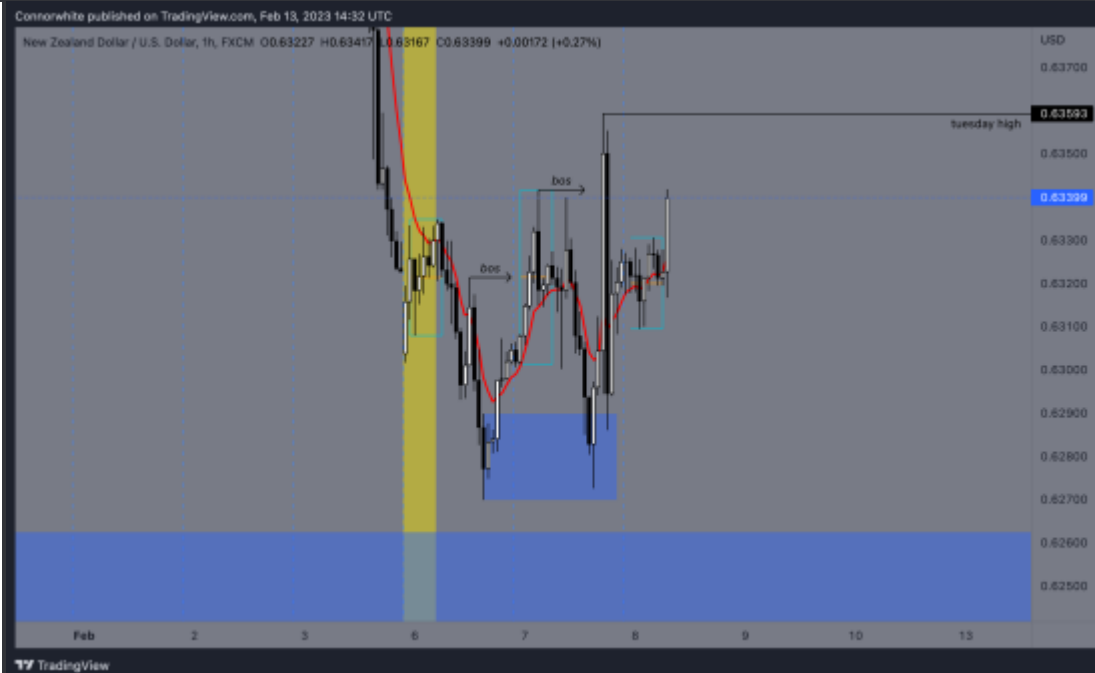 Connorwhite published on TradingView.com, Feb 13, 2023 14:32 UTC
New Zealand Dollar / U.S. Dollar, 1h, FXCM O0.63227 H0.63417 L0.63167 C0.63399 +0.00172 (+0.27%)
USD
0.63700
0.63593
tuesday high
0.63500
bos
0.63399
0.63300
bos
0.63200
0.63100
0.63000
0.62900
0.62800
0.62700
0.62600
0.62500
Feb 2 3 6 7 8 9 10 13
TradingView